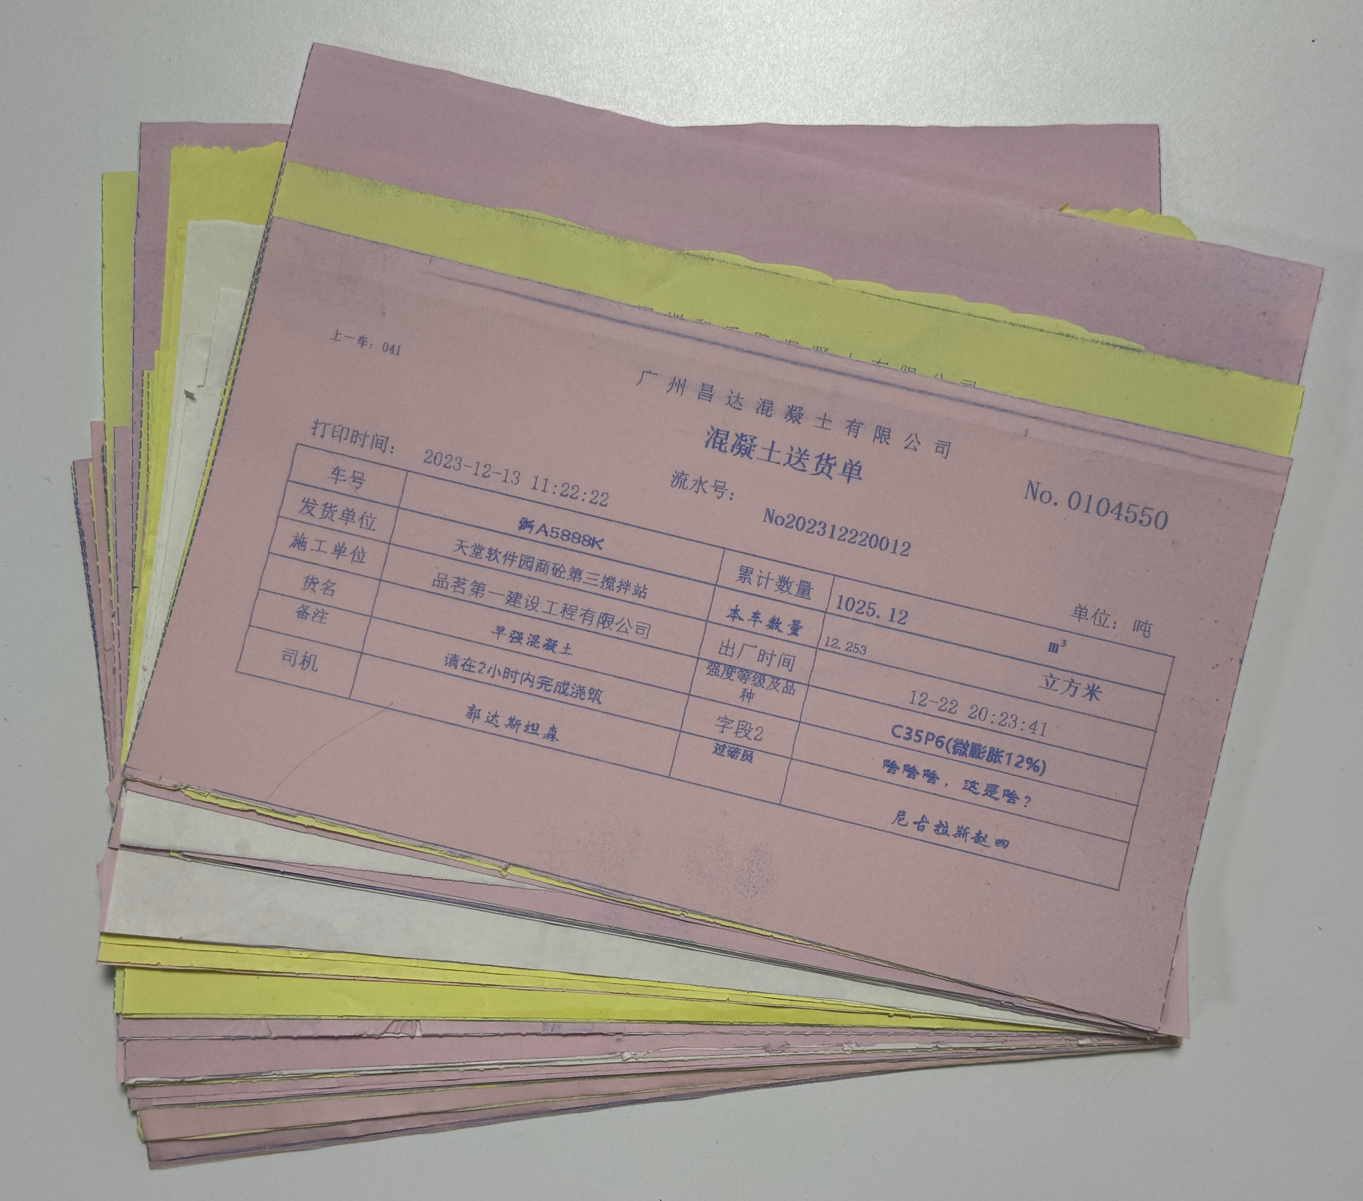 上一车：041
广州昌达混凝土有限公司
混凝土送货单
打印时间： 2023-12-13 11:22:22 流水号： No202312220012 No.0104550
单位：吨
车号 浙A5888K 累计数量 1025.12 m³
发货单位 天堂软件园商砼第三搅拌站 本车数量 12.253 立方米
施工单位 品茗第一建设工程有限公司 出厂时间 12-22 20:23:41
货名 早强混凝土 强度等级及品种 C35P6(微膨胀12%)
备注 请在2小时内完成浇筑 字段2 啥啥啥，这是啥？
司机 郭达斯坦森 过磅员 尼古拉斯赵四